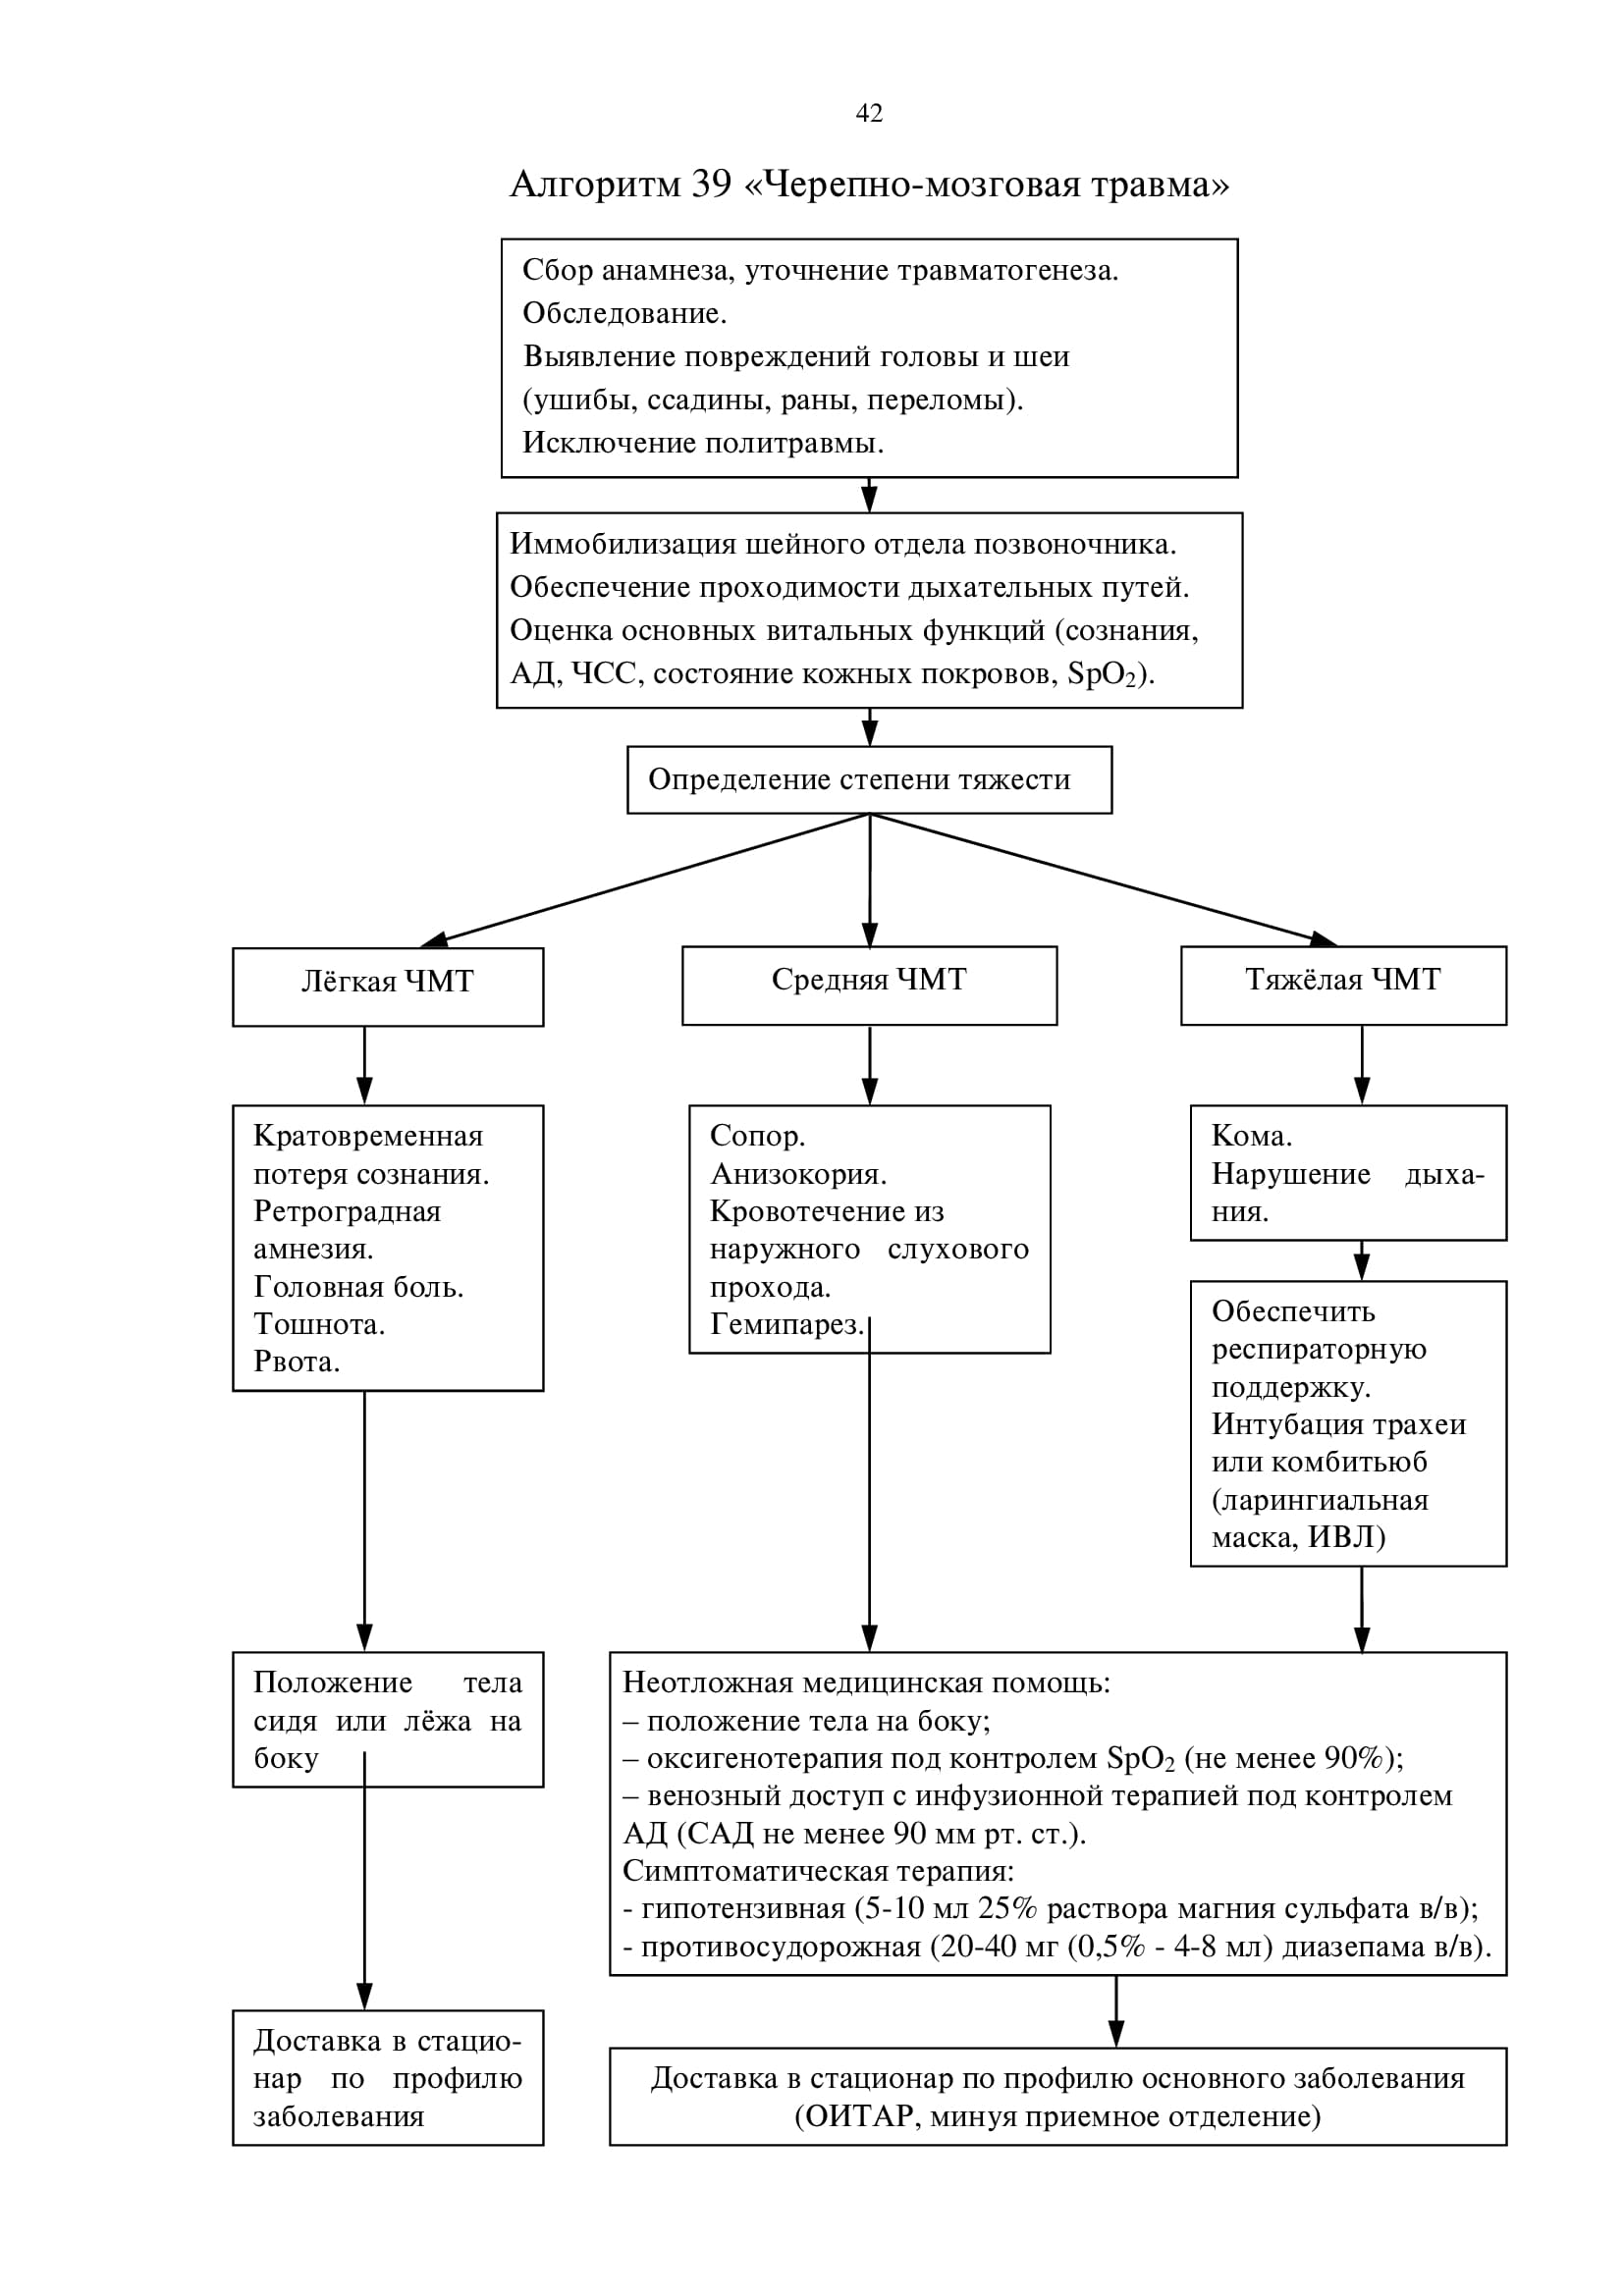 42
Алгоритм 39 «Черепно-мозговая травма»
Сбор анамнеза, уточнение травматогенеза.
Обследование.
Выявление повреждений головы и шеи
(ушибы, ссадины, раны, переломы).
Исключение политравмы.
Иммобилизация шейного отдела позвоночника.
Обеспечение проходимости дыхательных путей.
Оценка основных витальных функций (сознания,
АД, ЧСС, состояние кожных покровов, SpO₂).
Определение степени тяжести
Лёгкая ЧМТ
Средняя ЧМТ
Тяжёлая ЧМТ
Кратовременная
потеря сознания.
Ретроградная
амнезия.
Головная боль.
Тошнота.
Рвота.
Сопор.
Анизокория.
Кровотечение из
наружного слухового
прохода.
Гемипарез.
Кома.
Нарушение дыха-
ния.
Обеспечить
респираторную
поддержку.
Интубация трахеи
или комбитьюб
(ларингиальная
маска, ИВЛ)
Положение тела
сидя или лёжа на
боку
Неотложная медицинская помощь:
– положение тела на боку;
– оксигенотерапия под контролем SpO₂ (не менее 90%);
– венозный доступ с инфузионной терапией под контролем
АД (САД не менее 90 мм рт. ст.).
Симптоматическая терапия:
- гипотензивная (5-10 мл 25% раствора магния сульфата в/в);
- противосудорожная (20-40 мг (0,5% - 4-8 мл) диазепама в/в).
Доставка в стацио-
нар по профилю
заболевания
Доставка в стационар по профилю основного заболевания
(ОИТАР, минуя приемное отделение)